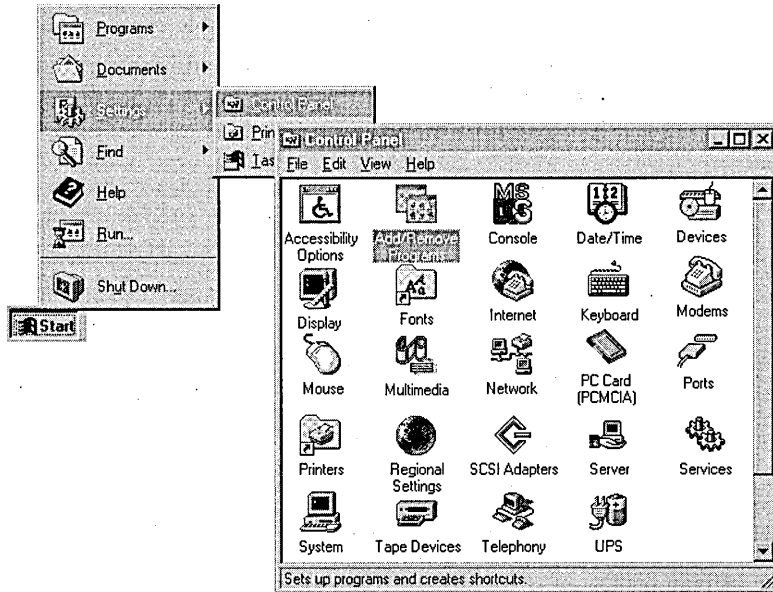 Programs
Documents
Settings
Find
Help
Run...
Shut Down...
Start
Control Panel
Prin
Tas
Control Panel
File Edit View Help
Accessibility Options
Add/Remove Programs
Console
Date/Time
Devices
Display
Fonts
Internet
Keyboard
Modems
Mouse
Multimedia
Network
PC Card (PCMCIA)
Ports
Printers
Regional Settings
SCSI Adapters
Server
Services
System
Tape Devices
Telephony
UPS
Sets up programs and creates shortcuts.